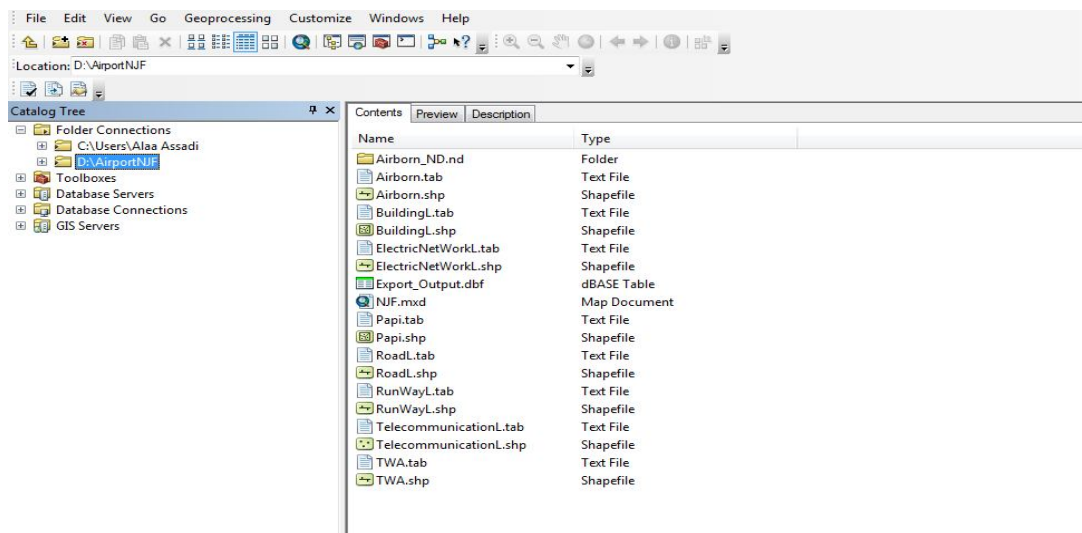 File Edit View Go Geoprocessing Customize Windows Help
Location: D:\AirportNJF
Catalog Tree
Folder Connections
C:\Users\Alaa Assadi
D:\AirportNJF
Toolboxes
Database Servers
Database Connections
GIS Servers
Contents Preview Description
Name Type
Airborn_ND.nd Folder
Airborn.tab Text File
Airborn.shp Shapefile
BuildingL.tab Text File
BuildingL.shp Shapefile
ElectricNetWorkL.tab Text File
ElectricNetWorkL.shp Shapefile
Export_Output.dbf dBASE Table
NJF.mxd Map Document
Papi.tab Text File
Papi.shp Shapefile
RoadL.tab Text File
RoadL.shp Shapefile
RunWayL.tab Text File
RunWayL.shp Shapefile
TelecommunicationL.tab Text File
TelecommunicationL.shp Shapefile
TWA.tab Text File
TWA.shp Shapefile